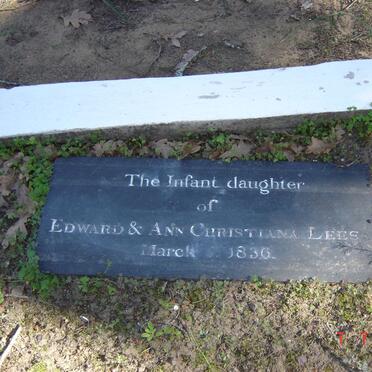 The Infant daughter
of
EDWARD & ANN CHRISTIANA LEES
March 1836.